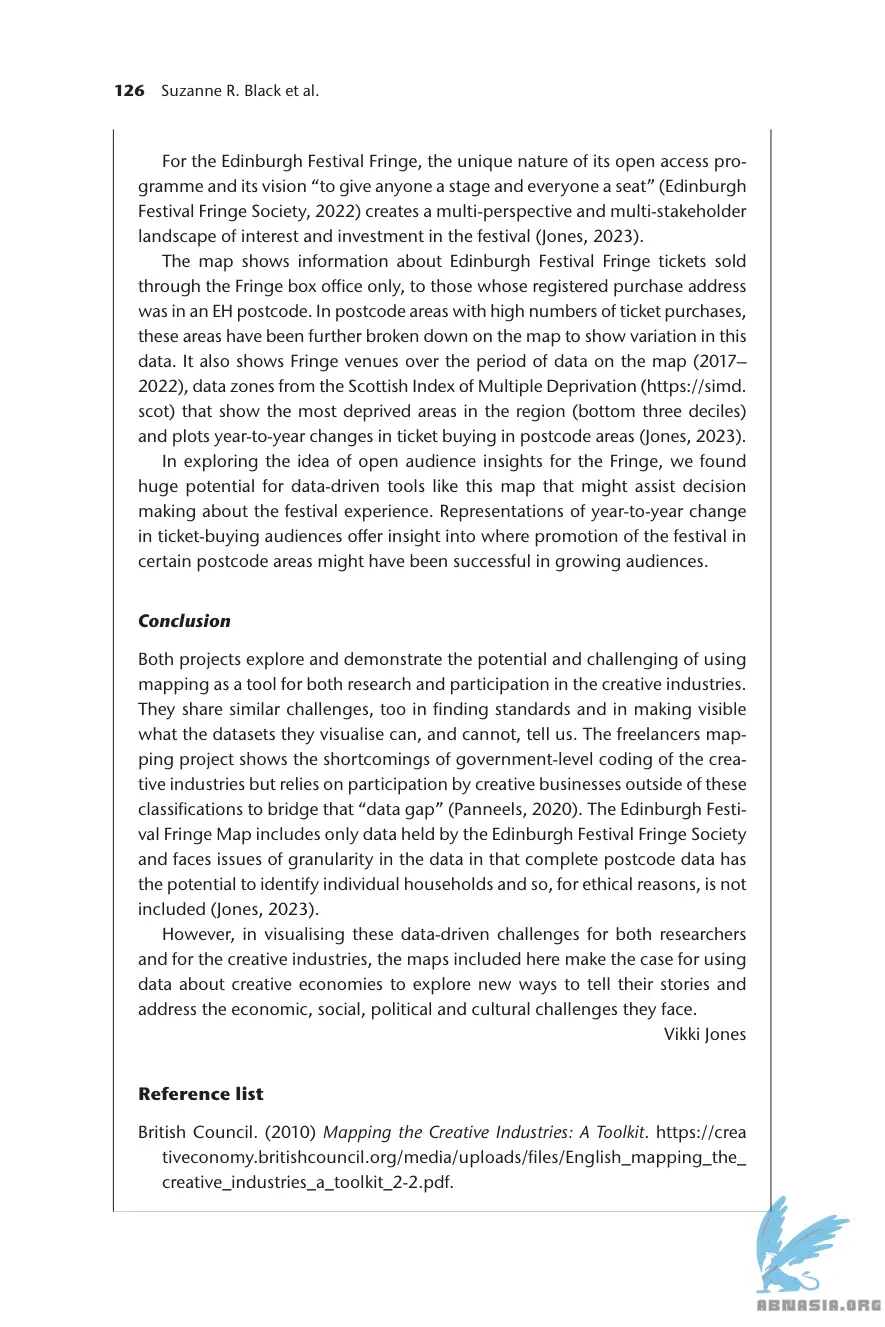 126 Suzanne R. Black et al.
For the Edinburgh Festival Fringe, the unique nature of its open access pro-
gramme and its vision “to give anyone a stage and everyone a seat” (Edinburgh
Festival Fringe Society, 2022) creates a multi-perspective and multi-stakeholder
landscape of interest and investment in the festival (Jones, 2023).
The map shows information about Edinburgh Festival Fringe tickets sold
through the Fringe box office only, to those whose registered purchase address
was in an EH postcode. In postcode areas with high numbers of ticket purchases,
these areas have been further broken down on the map to show variation in this
data. It also shows Fringe venues over the period of data on the map (2017–
2022), data zones from the Scottish Index of Multiple Deprivation (https://simd.
scot) that show the most deprived areas in the region (bottom three deciles)
and plots year-to-year changes in ticket buying in postcode areas (Jones, 2023).
In exploring the idea of open audience insights for the Fringe, we found
huge potential for data-driven tools like this map that might assist decision
making about the festival experience. Representations of year-to-year change
in ticket-buying audiences offer insight into where promotion of the festival in
certain postcode areas might have been successful in growing audiences.
Conclusion
Both projects explore and demonstrate the potential and challenging of using
mapping as a tool for both research and participation in the creative industries.
They share similar challenges, too in finding standards and in making visible
what the datasets they visualise can, and cannot, tell us. The freelancers map-
ping project shows the shortcomings of government-level coding of the crea-
tive industries but relies on participation by creative businesses outside of these
classifications to bridge that “data gap” (Panneels, 2020). The Edinburgh Festi-
val Fringe Map includes only data held by the Edinburgh Festival Fringe Society
and faces issues of granularity in the data in that complete postcode data has
the potential to identify individual households and so, for ethical reasons, is not
included (Jones, 2023).
However, in visualising these data-driven challenges for both researchers
and for the creative industries, the maps included here make the case for using
data about creative economies to explore new ways to tell their stories and
address the economic, social, political and cultural challenges they face.
Vikki Jones
Reference list
British Council. (2010) Mapping the Creative Industries: A Toolkit. https://crea
tiveconomy.britishcouncil.org/media/uploads/files/English_mapping_the_
creative_industries_a_toolkit_2-2.pdf.
ABNASIA.ORG